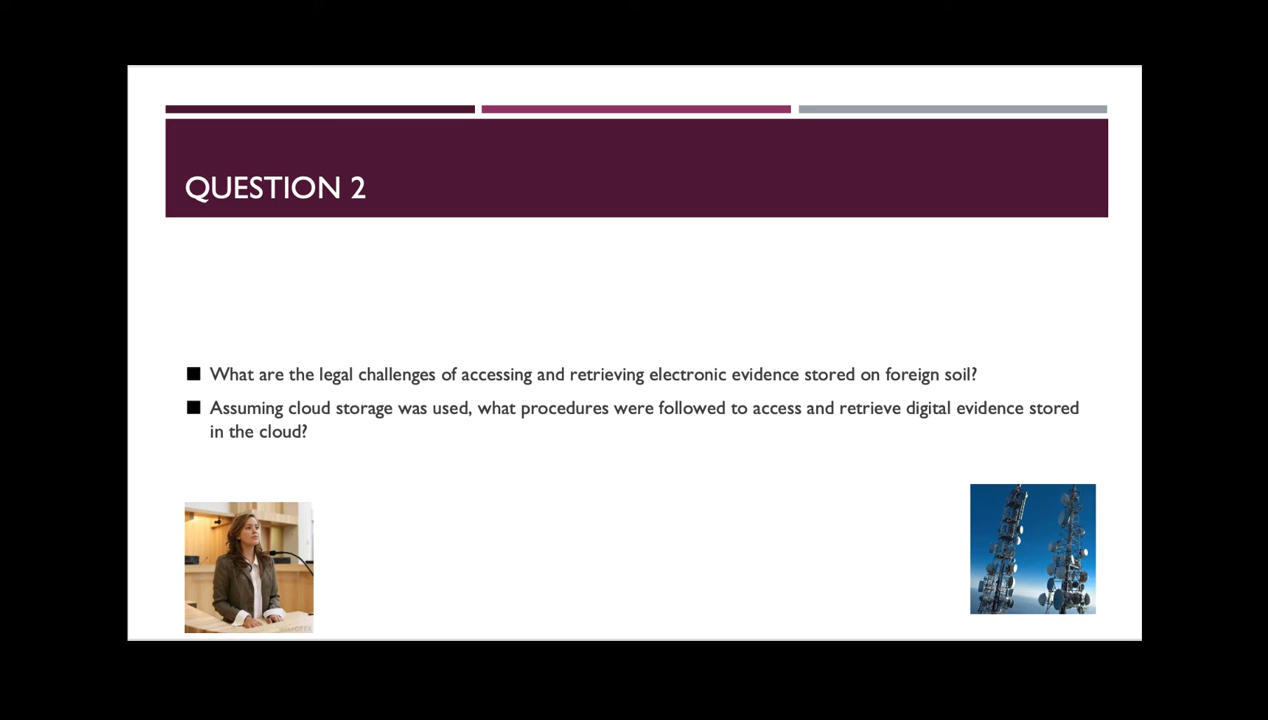 QUESTION 2
What are the legal challenges of accessing and retrieving electronic evidence stored on foreign soil?
Assuming cloud storage was used, what procedures were followed to access and retrieve digital evidence stored
in the cloud?